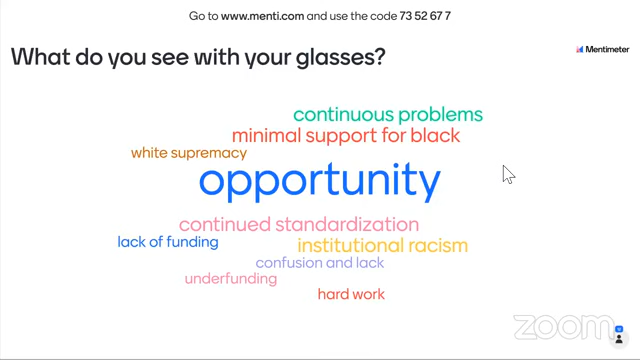 Go to www.menti.com and use the code 73 52 67 7
What do you see with your glasses?
Mentimeter
continuous problems
minimal support for black
white supremacy
opportunity
continued standardization
lack of funding
institutional racism
confusion and lack
underfunding
hard work
zoom